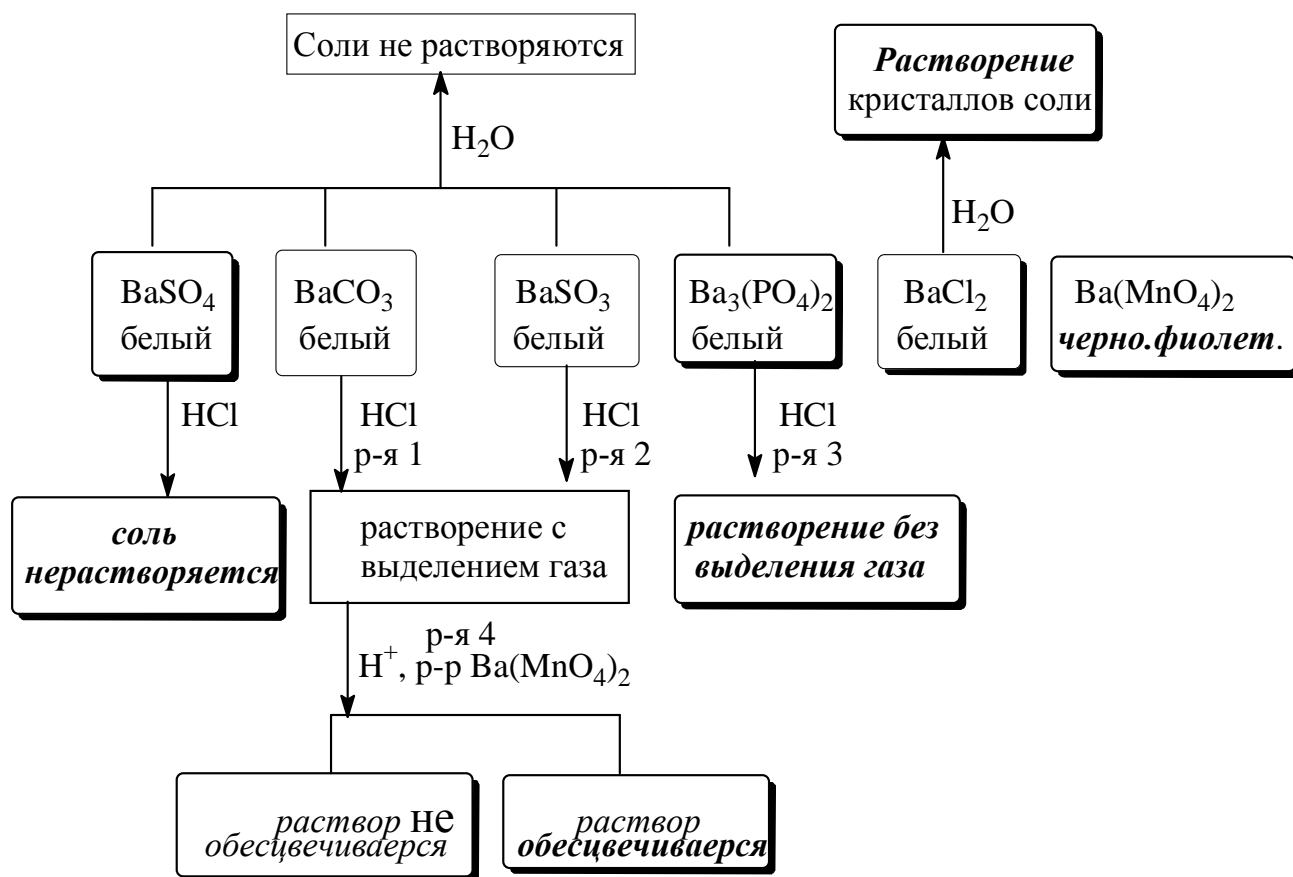 Соли не растворяются
Растворение
кристаллов соли
H2O
H2O
BaSO4
белый
BaCO3
белый
BaSO3
белый
Ba3(PO4)2
белый
BaCl2
белый
Ba(MnO4)2
черно.фиолет.
HCl
HCl
р-я 1
HCl
р-я 2
HCl
р-я 3
соль
нерастворяется
растворение с
выделением газа
растворение без
выделения газа
р-я 4
H+, р-р Ba(MnO4)2
раствор не
обесцвечиваерся
раствор
обесцвечиваерся